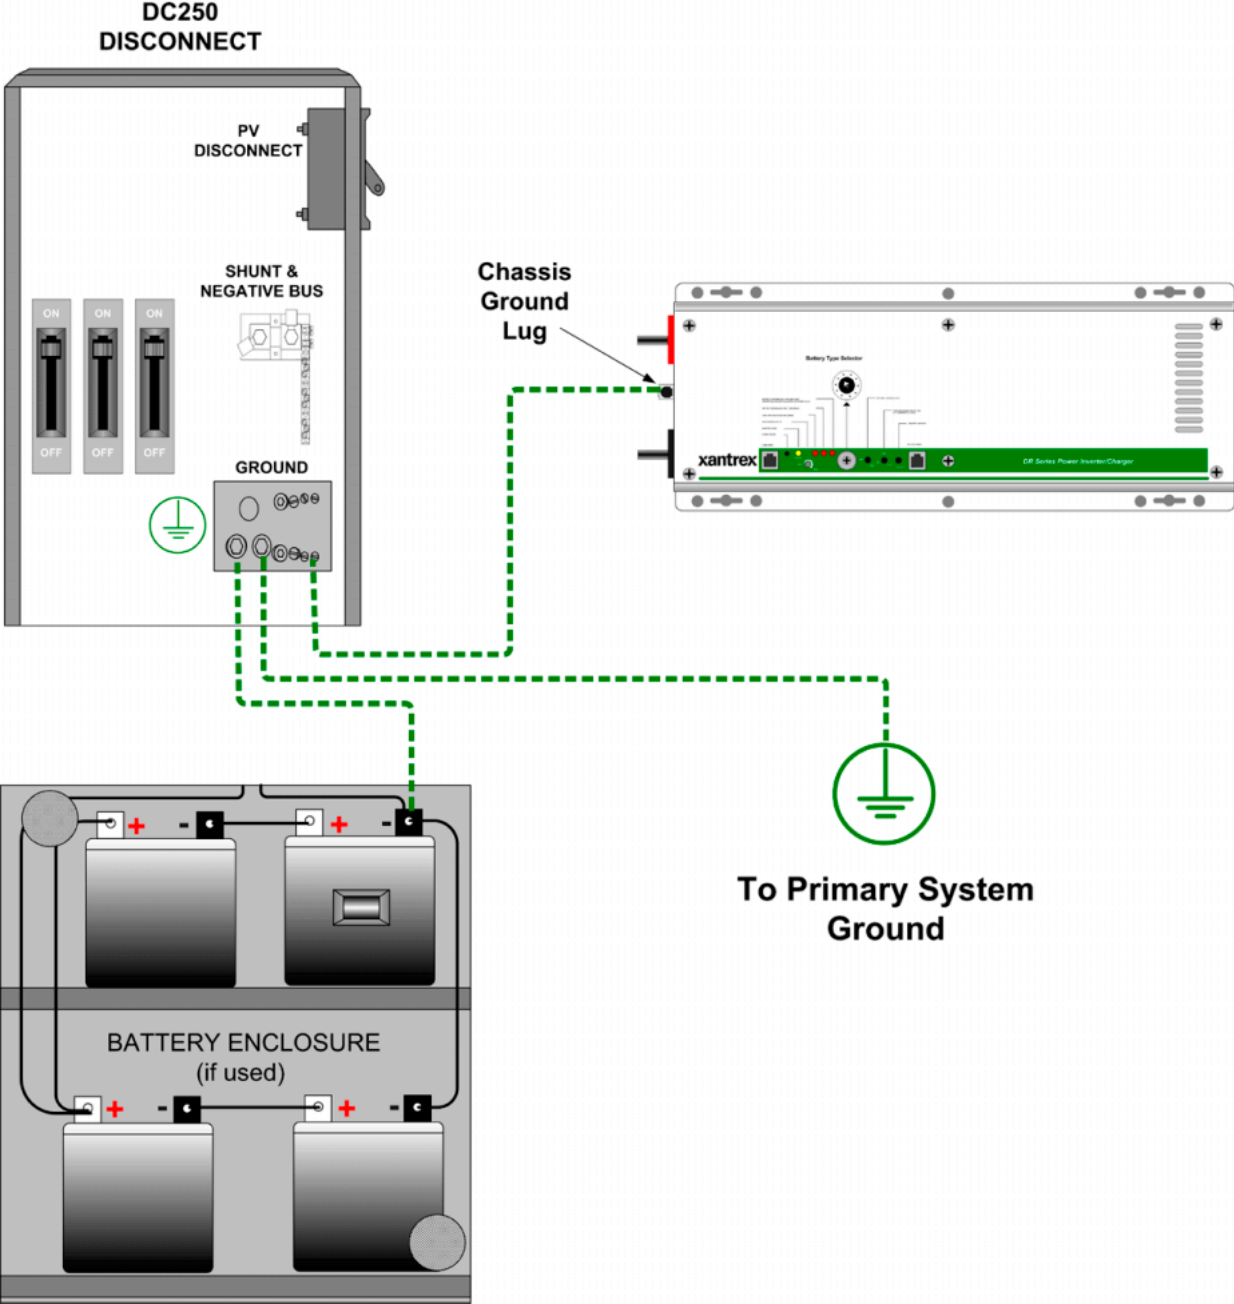 DC250
DISCONNECT
PV
DISCONNECT
SHUNT &
NEGATIVE BUS
ON ON ON
OFF OFF OFF
GROUND
Chassis
Ground
Lug
Battery Type Selector
xantrex
DR Series Power Inverter/Charger
To Primary System
Ground
+ - + -
BATTERY ENCLOSURE
(if used)
+ - + -